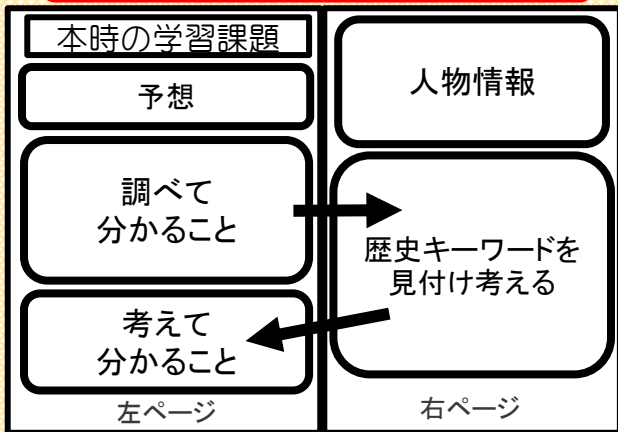 本時の学習課題
予想
調べて
分かること
考えて
分かること
左ページ
人物情報
歴史キーワードを
見付け考える
右ページ